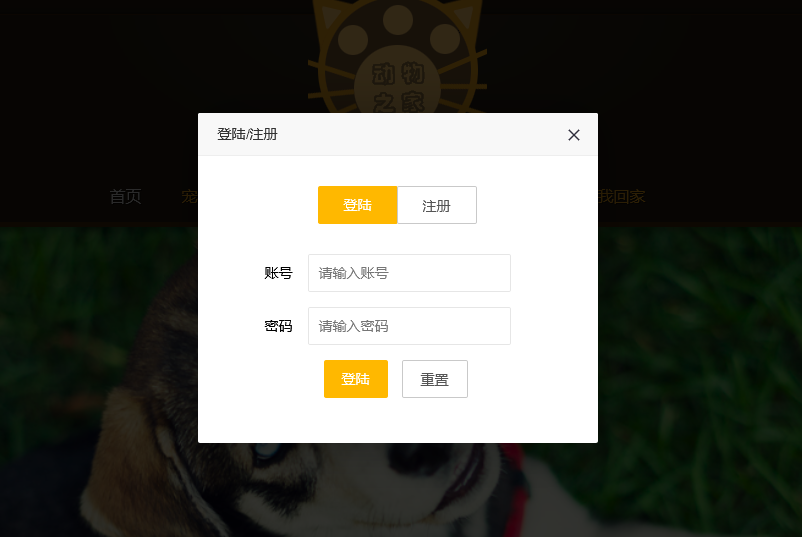 动物
之家
登陆/注册
首页
宠
我回家
登陆 注册
账号 请输入账号
密码 请输入密码
登陆 重置